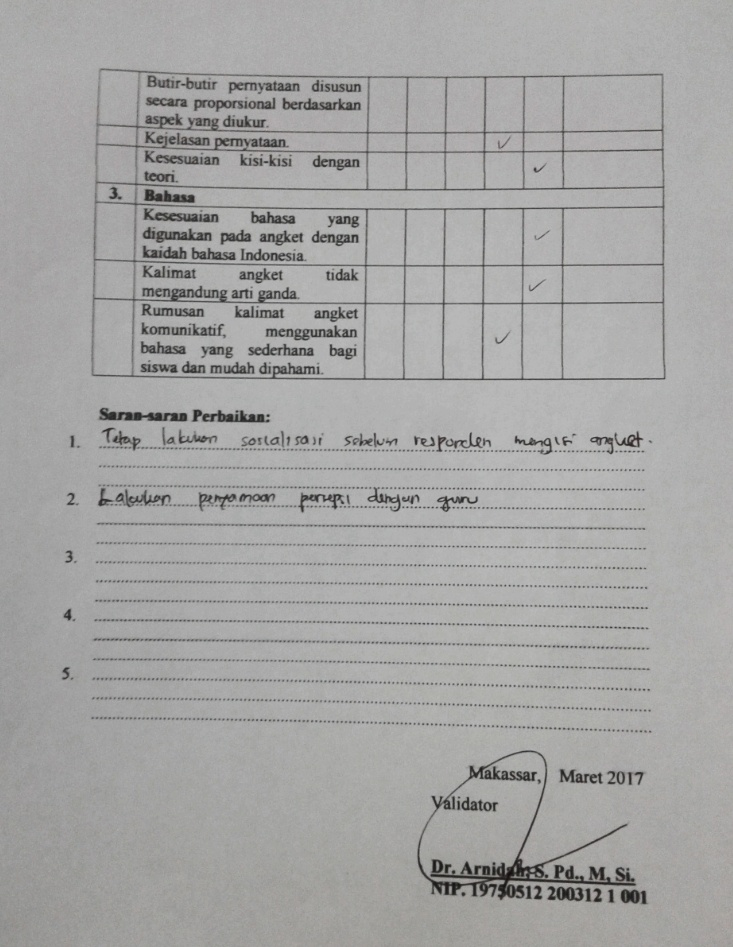 Butir-butir pernyataan disusun
secara proporsional berdasarkan
aspek yang diukur.
Kejelasan pernyataan. ✓
Kesesuaian kisi-kisi dengan
teori. ✓
3. Bahasa
Kesesuaian bahasa yang
digunakan pada angket dengan ✓
kaidah bahasa Indonesia.
Kalimat angket tidak
mengandung arti ganda. ✓
Rumusan kalimat angket
komunikatif, menggunakan ✓
bahasa yang sederhana bagi
siswa dan mudah dipahami.
Saran-saran Perbaikan:
1. Tetap lakukan sosialisasi sebelum responden mengisi angket.
2. Lakukan penyamaan persepsi dengan guru
3.
4.
5.
Makassar, Maret 2017
Validator
Dr. Arnidah, S. Pd., M, Si.
NIP. 19750512 200312 1 001